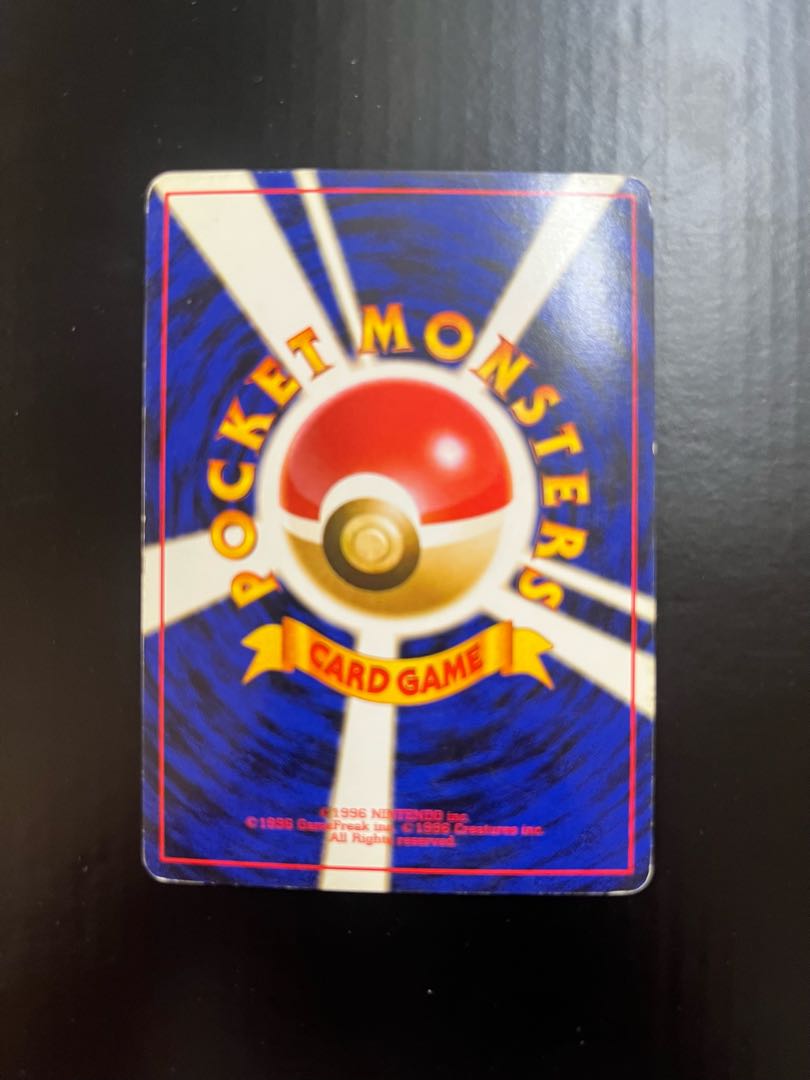 POCKET MONSTERS
CARD GAME
©1996 NINTENDO inc.
©1996 GameFreak inc. ©1996 Creatures inc.
All Rights reserved.